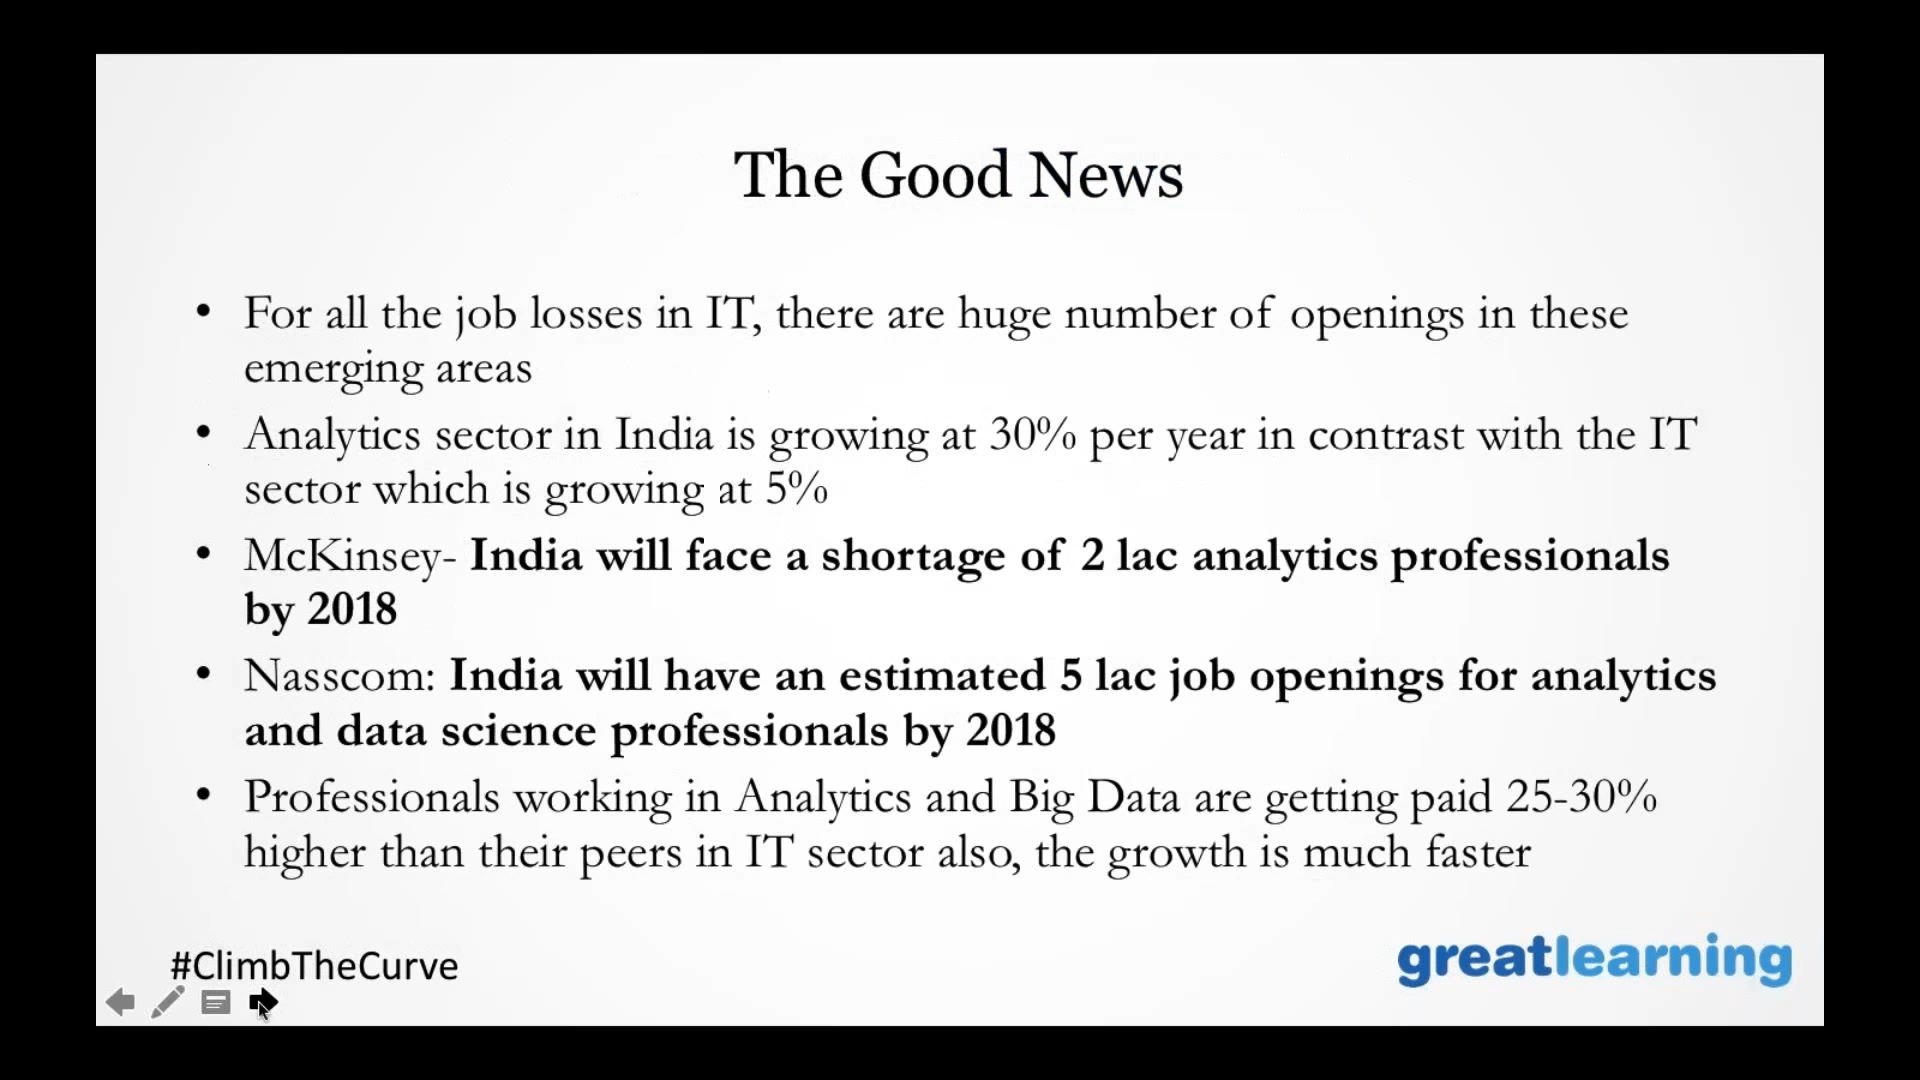 The Good News
• For all the job losses in IT, there are huge number of openings in these
emerging areas
• Analytics sector in India is growing at 30% per year in contrast with the IT
sector which is growing at 5%
• McKinsey- India will face a shortage of 2 lac analytics professionals
by 2018
• Nasscom: India will have an estimated 5 lac job openings for analytics
and data science professionals by 2018
• Professionals working in Analytics and Big Data are getting paid 25-30%
higher than their peers in IT sector also, the growth is much faster
#ClimbTheCurve
greatlearning